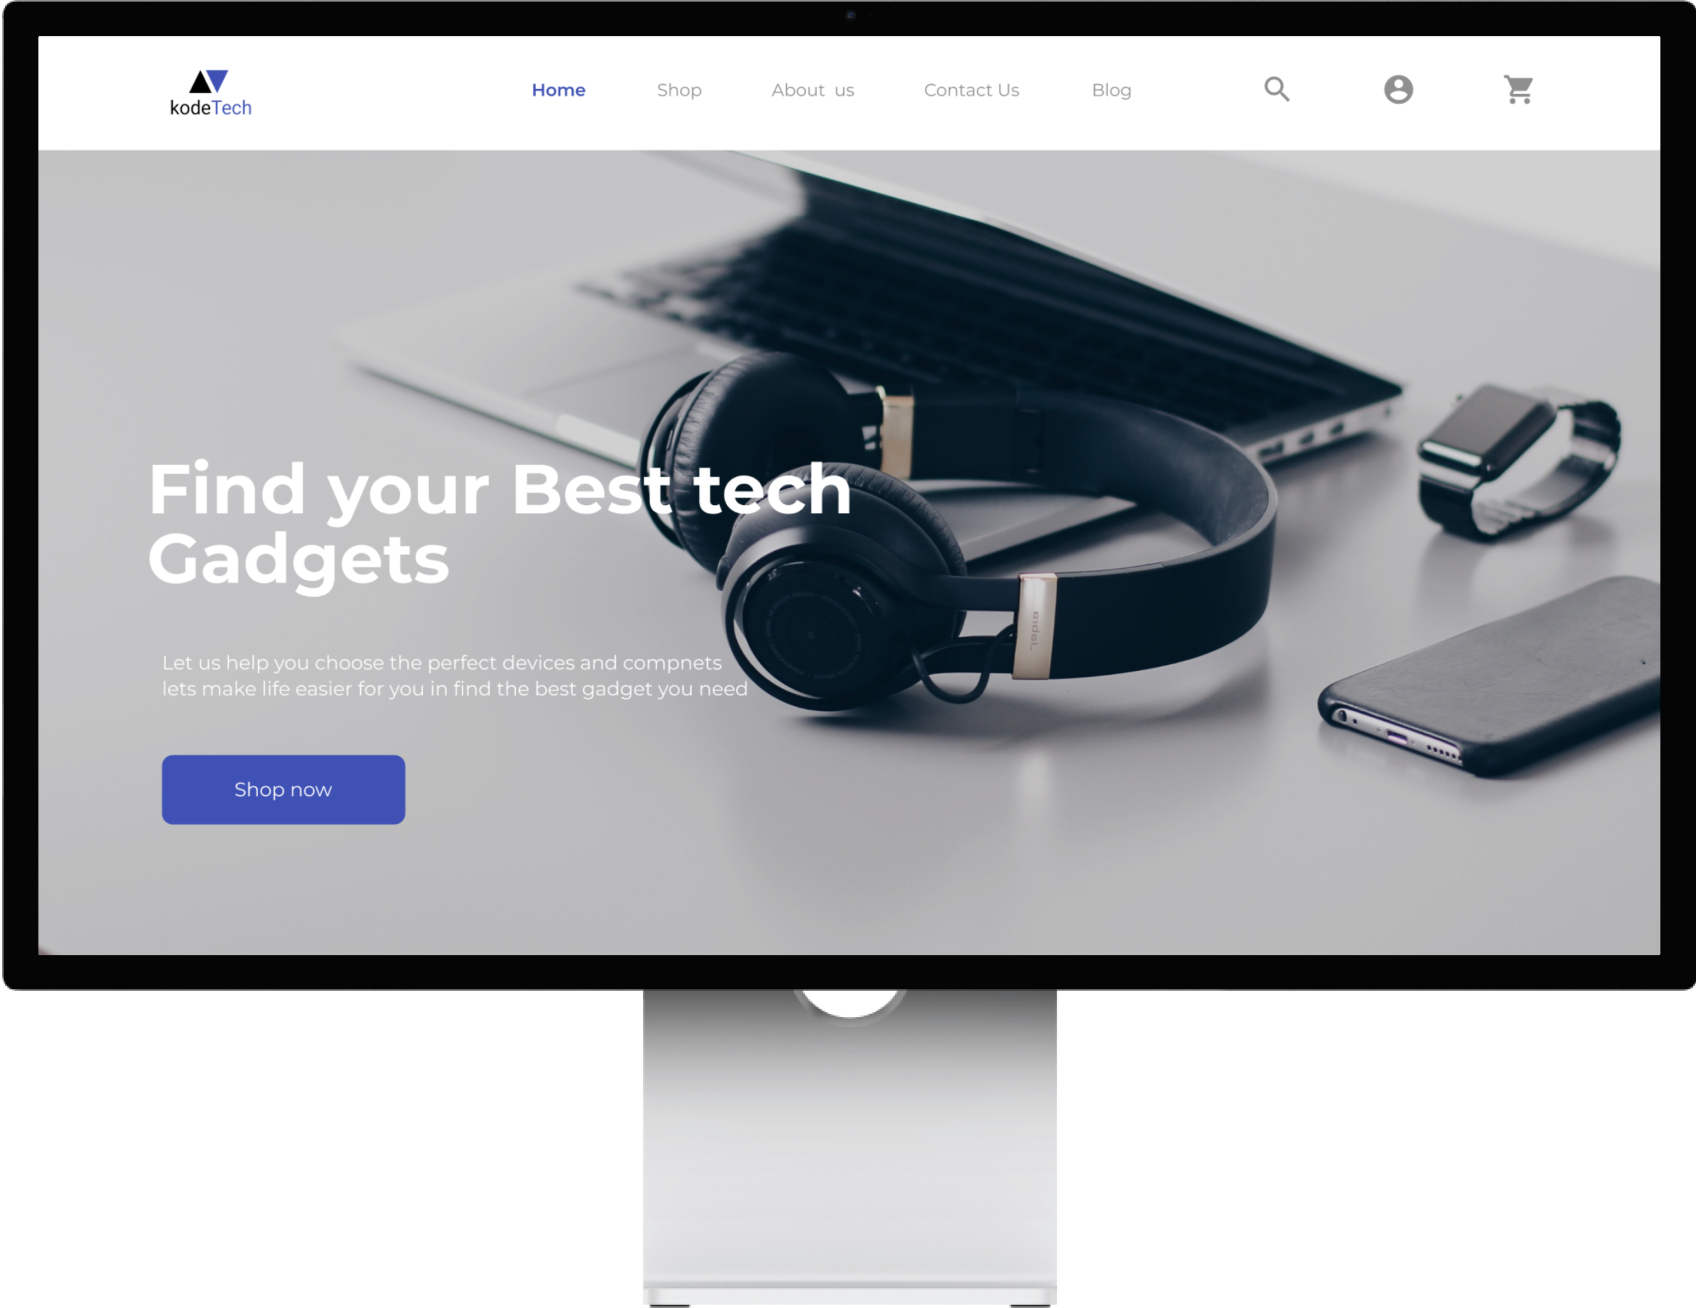 kodeTech
Home
Shop
About us
Contact Us
Blog
Find your Best tech
Gadgets
Let us help you choose the perfect devices and compnets
lets make life easier for you in find the best gadget you need
Shop now